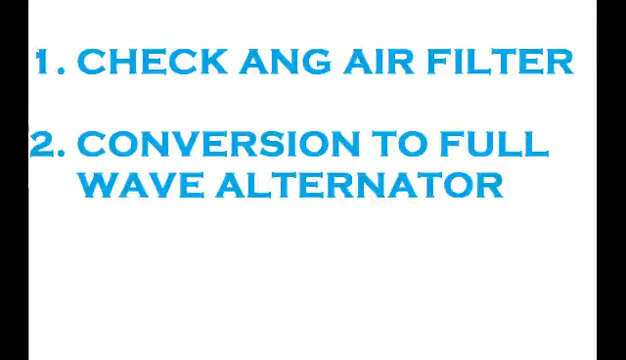 1. CHECK ANG AIR FILTER
2. CONVERSION TO FULL
WAVE ALTERNATOR